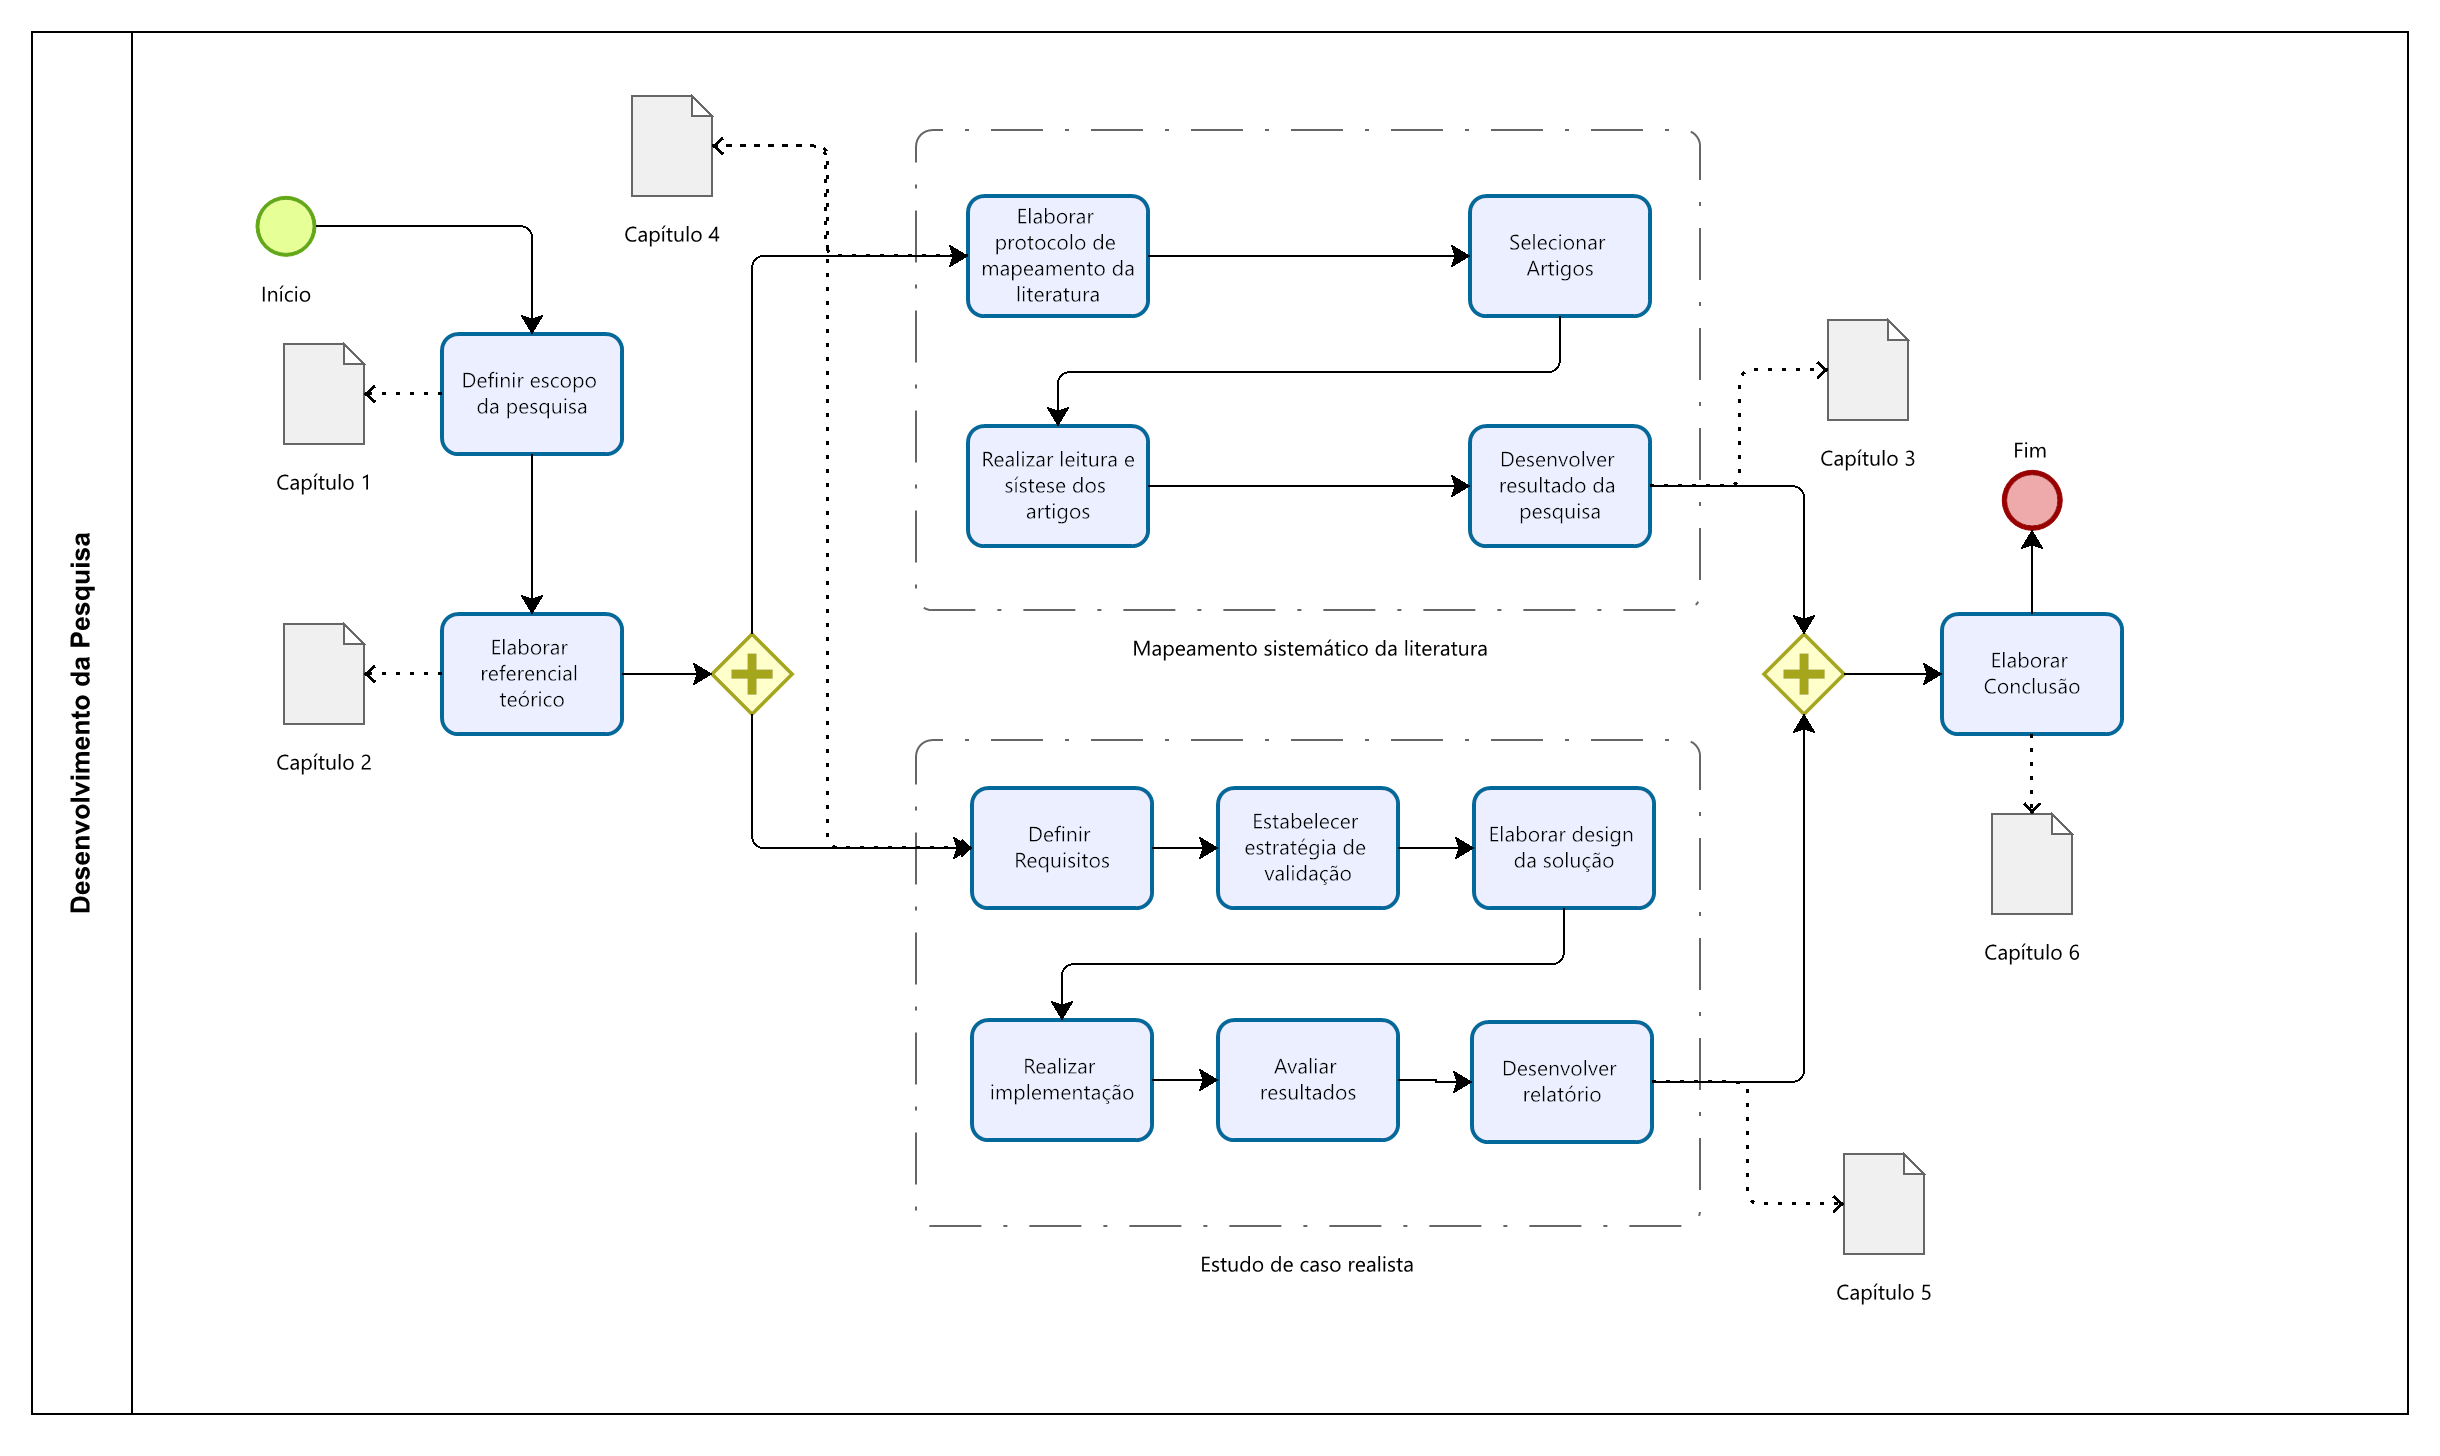 Desenvolvimento da Pesquisa
Início
Definir escopo
da pesquisa
Capítulo 1
Elaborar
referencial
teórico
Capítulo 2
Capítulo 4
Elaborar
protocolo de
mapeamento da
literatura
Selecionar
Artigos
Realizar leitura e
sístese dos
artigos
Desenvolver
resultado da
pesquisa
Mapeamento sistemático da literatura
Capítulo 3
Definir
Requisitos
Estabelecer
estratégia de
validação
Elaborar design
da solução
Realizar
implementação
Avaliar
resultados
Desenvolver
relatório
Estudo de caso realista
Capítulo 5
Fim
Elaborar
Conclusão
Capítulo 6